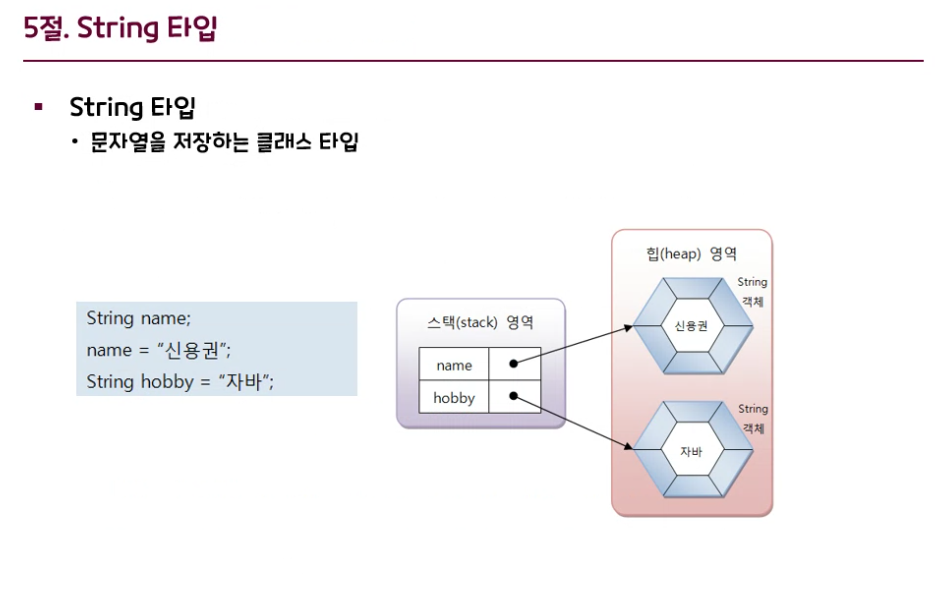 5절. String 타입
▪ String 타입
• 문자열을 저장하는 클래스 타입
String name;
name = “신용권”;
String hobby = “자바”;
스택(stack) 영역
name
hobby
힙(heap) 영역
String
객체
신용권
String
객체
자바